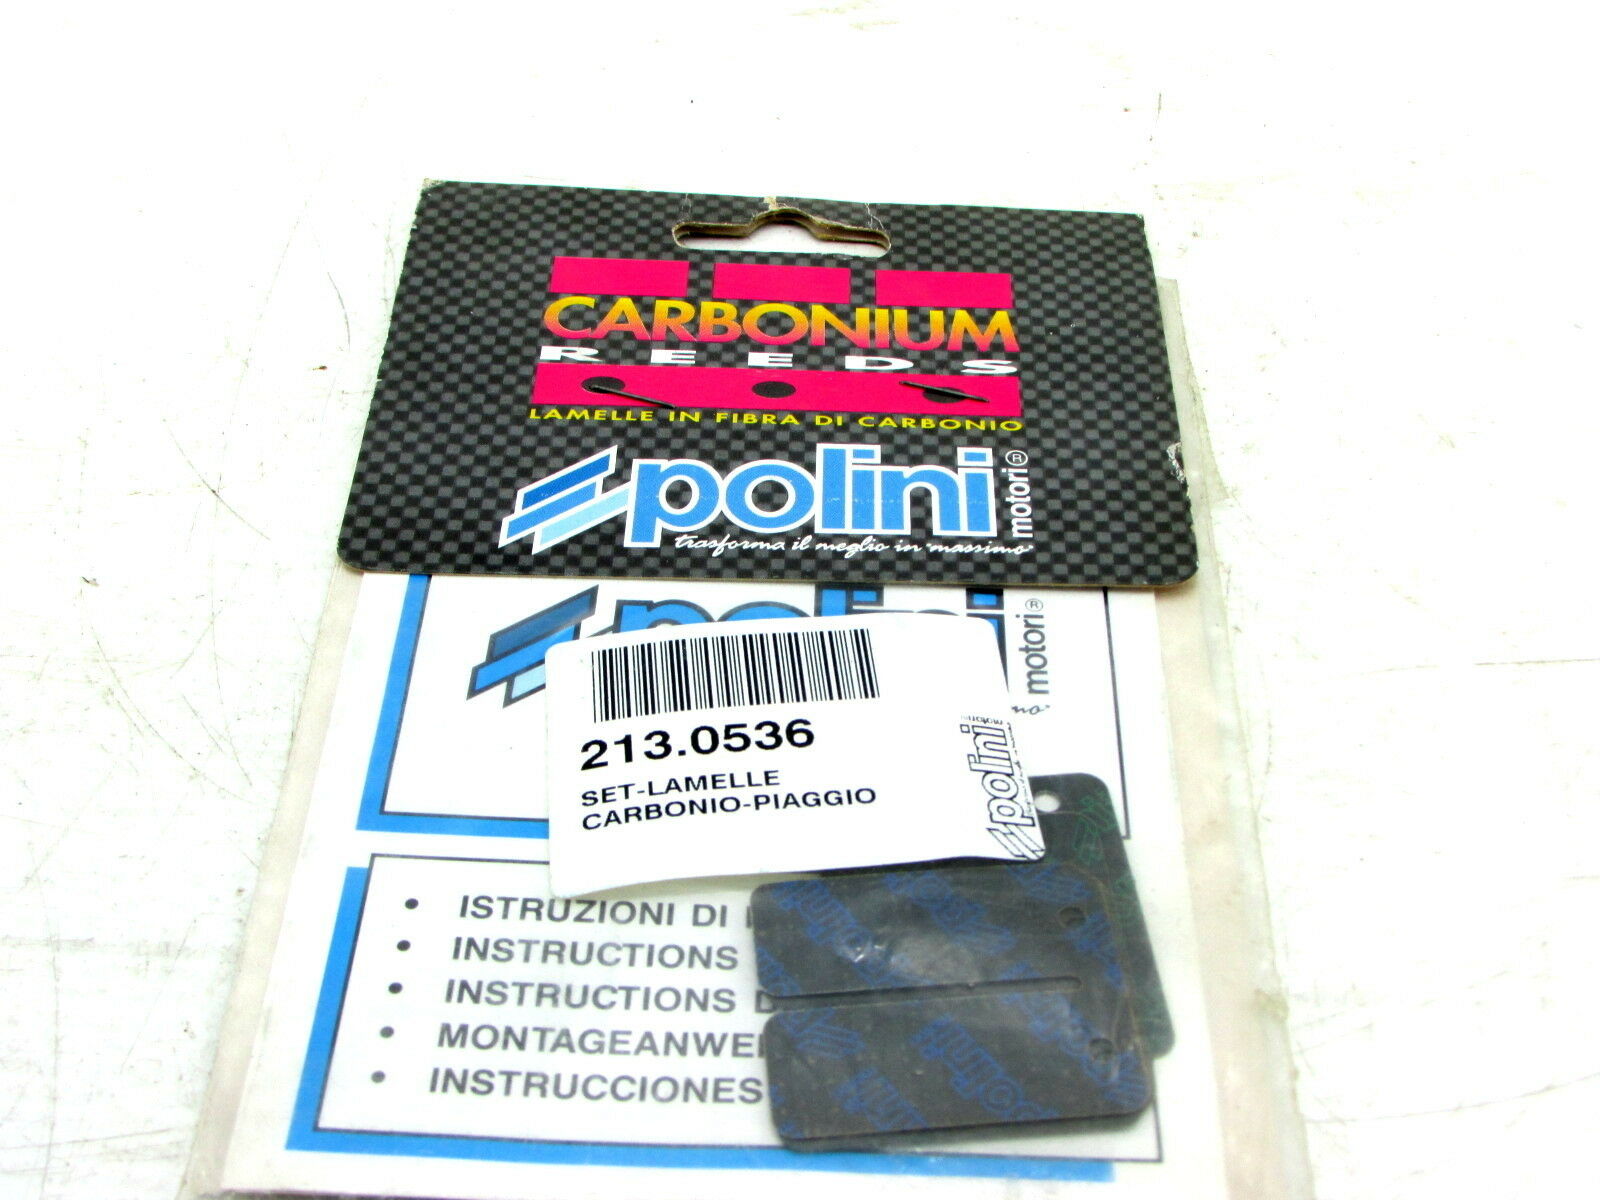 CARBONIUM
REEDS
LAMELLE IN FIBRA DI CARBONIO
polini motori®
trasforma il meglio in "massimo"
polini motori®
213.0536
SET-LAMELLE
CARBONIO-PIAGGIO
polini motori
• ISTRUZIONI DI
• INSTRUCTIONS
• INSTRUCTIONS
• MONTAGEANWEI
• INSTRUCCIONES